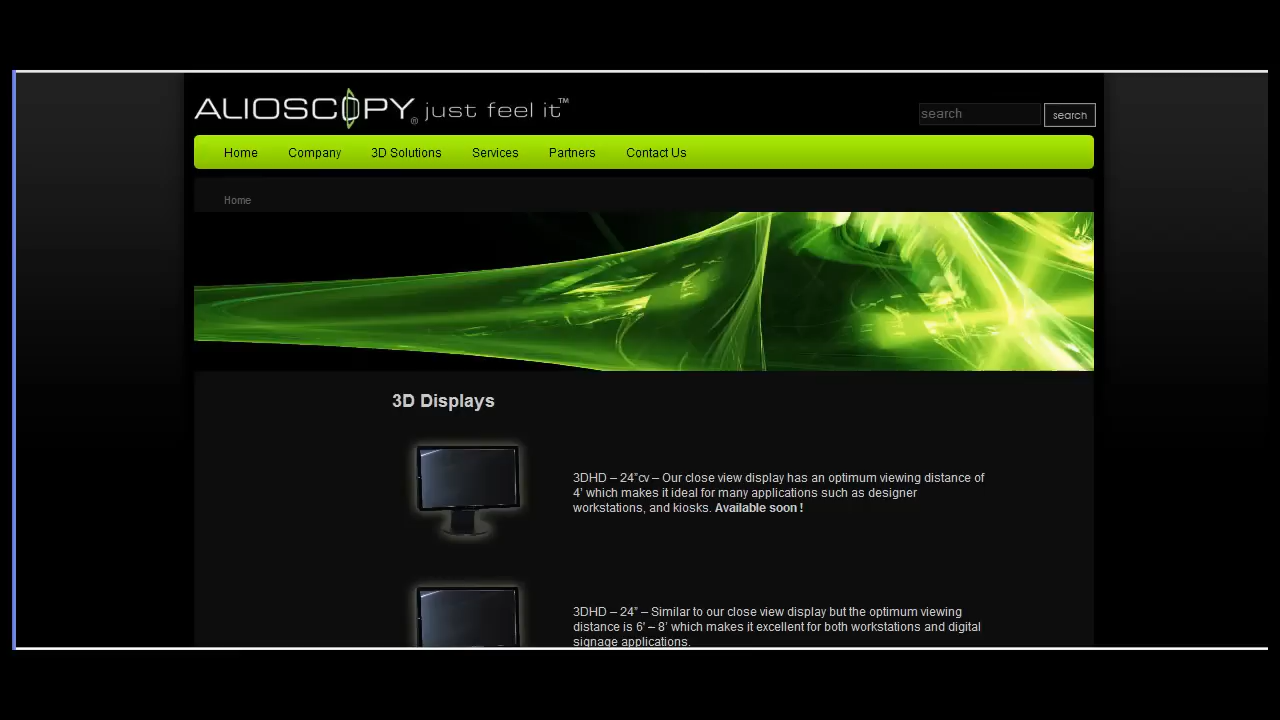 ALIOSCOPY® just feel it™
search search
Home Company 3D Solutions Services Partners Contact Us
Home
3D Displays
3DHD – 24”cv – Our close view display has an optimum viewing distance of
4’ which makes it ideal for many applications such as designer
workstations, and kiosks. Available soon !
3DHD – 24” – Similar to our close view display but the optimum viewing
distance is 6’ – 8’ which makes it excellent for both workstations and digital
signage applications.